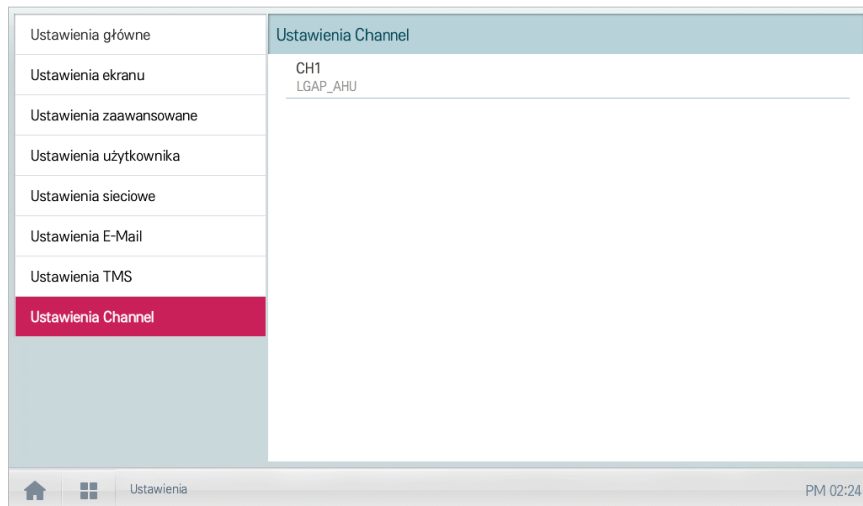 Ustawienia główne
Ustawienia ekranu
Ustawienia zaawansowane
Ustawienia użytkownika
Ustawienia sieciowe
Ustawienia E-Mail
Ustawienia TMS
Ustawienia Channel
Ustawienia Channel
CH1
LGAP_AHU
Ustawienia
PM 02:24